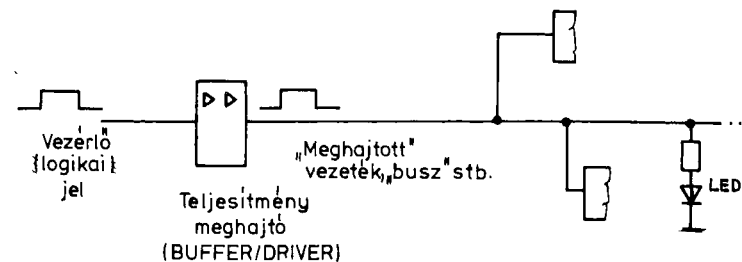 Vezérlő
{logikai}
jel
Teljesítmény
meghajtó
(BUFFER/DRIVER)
„Meghajtott"
vezeték,„busz" stb.
LED